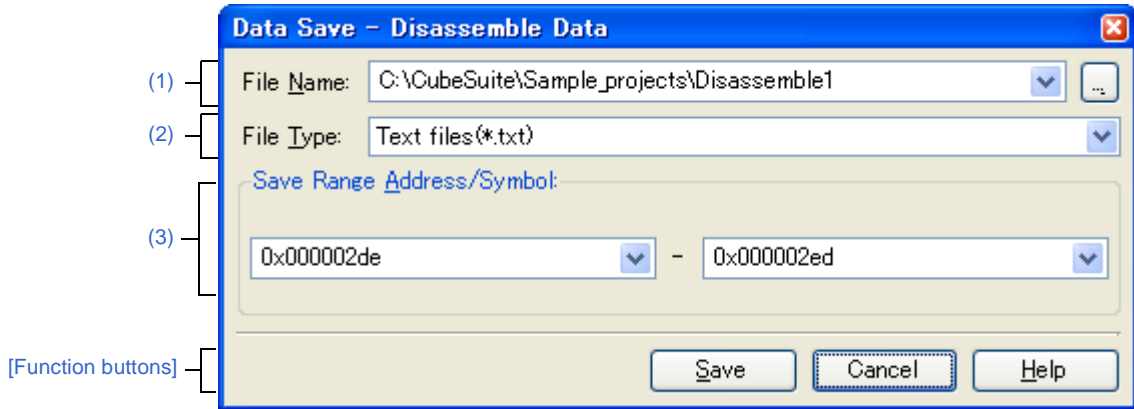 Data Save - Disassemble Data
(1) File Name: C:\CubeSuite\Sample_projects\Disassemble1 ...
(2) File Type: Text files(*.txt)
Save Range Address/Symbol:
(3)
0x000002de - 0x000002ed
[Function buttons] Save Cancel Help